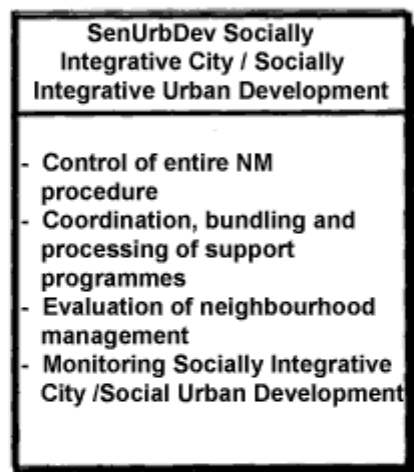 SenUrbDev Socially
Integrative City / Socially
Integrative Urban Development
- Control of entire NM
procedure
- Coordination, bundling and
processing of support
programmes
- Evaluation of neighbourhood
management
- Monitoring Socially Integrative
City /Social Urban Development